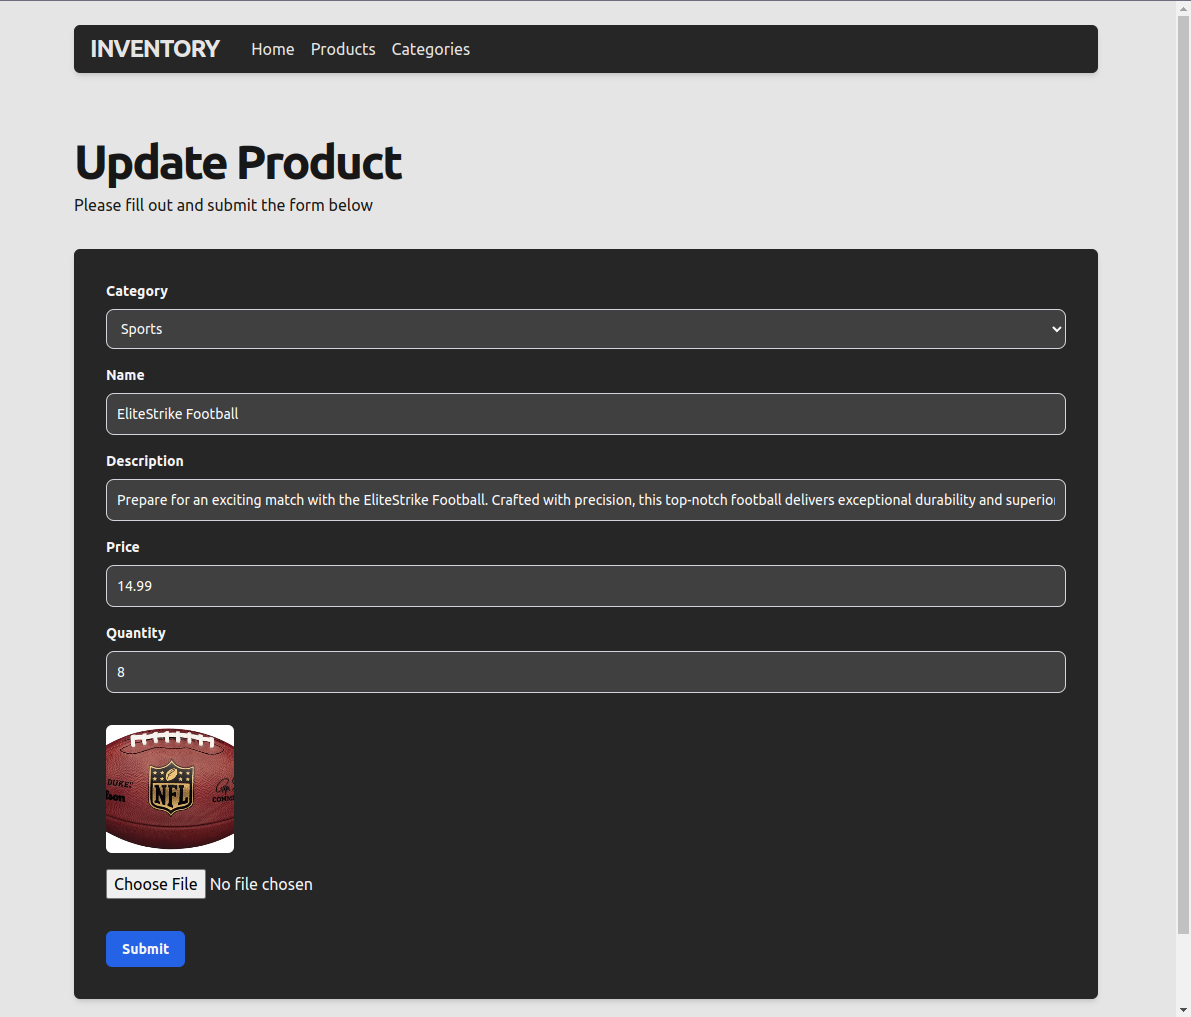 INVENTORY Home Products Categories
Update Product
Please fill out and submit the form below
Category
Sports
Name
EliteStrike Football
Description
Prepare for an exciting match with the EliteStrike Football. Crafted with precision, this top-notch football delivers exceptional durability and superior
Price
14.99
Quantity
8
DUKE
NFL
Choose File No file chosen
Submit